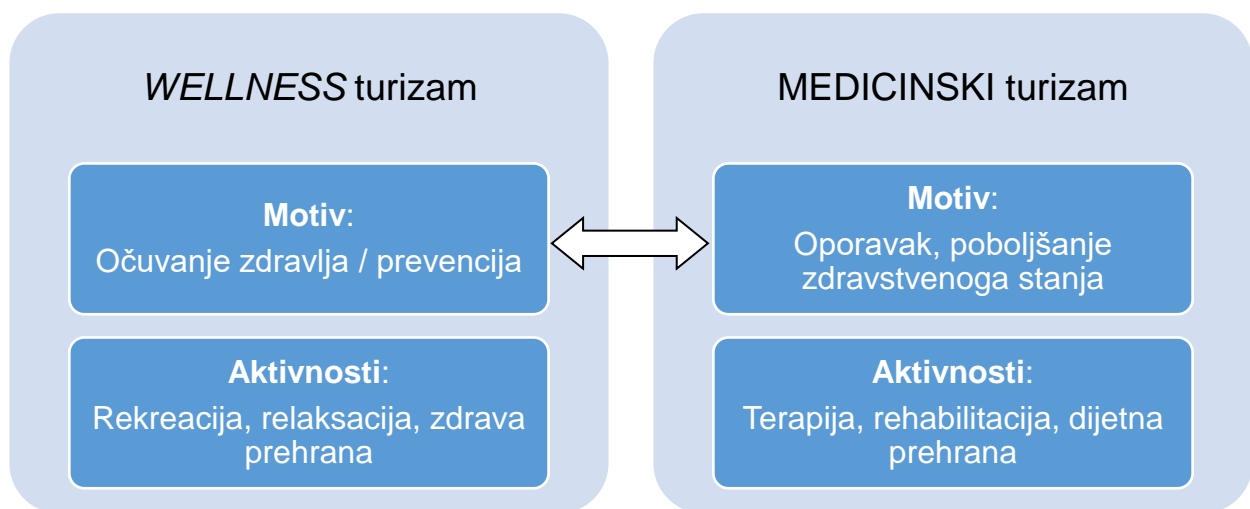 WELLNESS turizam
Motiv:
Očuvanje zdravlja / prevencija
Aktivnosti:
Rekreacija, relaksacija, zdrava
prehrana
MEDICINSKI turizam
Motiv:
Oporavak, poboljšanje
zdravstvenoga stanja
Aktivnosti:
Terapija, rehabilitacija, dijetna
prehrana